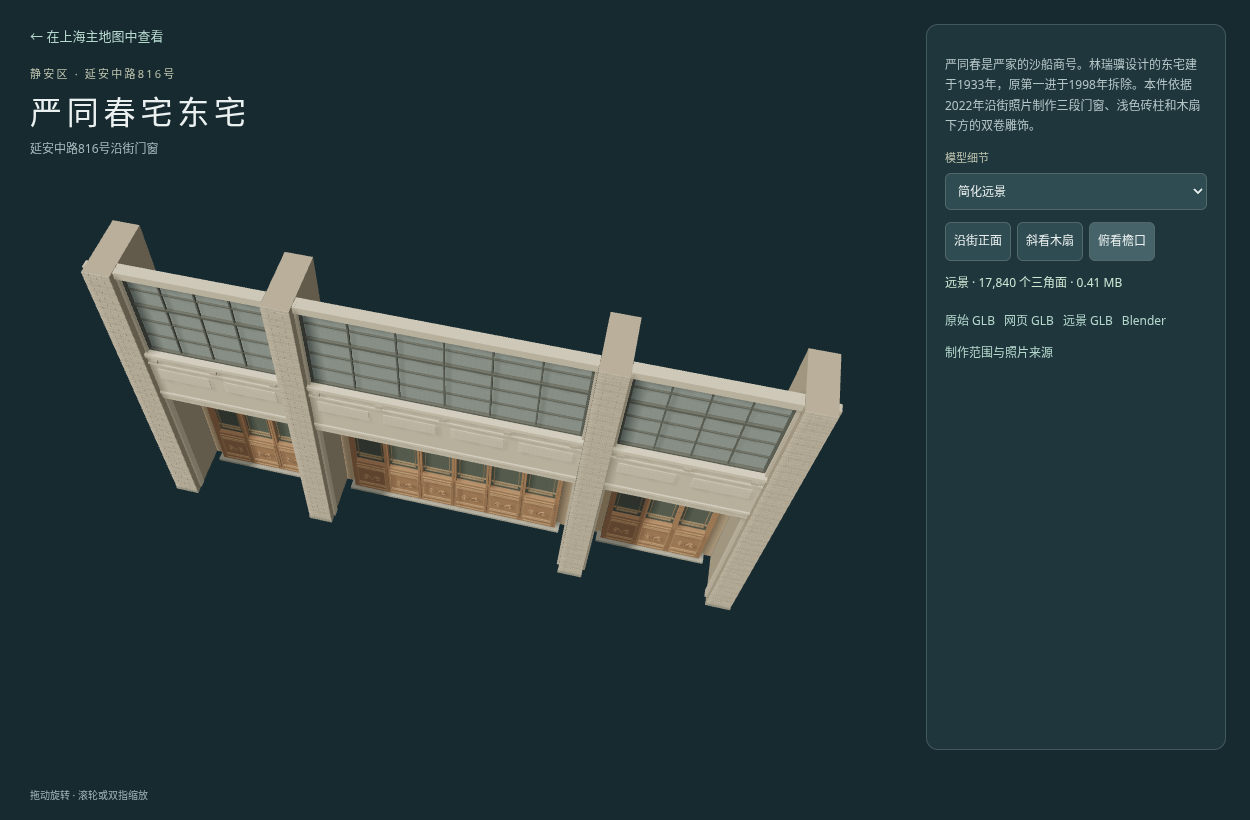 ← 在上海主地图中查看
静安区 · 延安中路816号
严同春宅东宅
延安中路816号沿街门窗
严同春是严家的沙船商号。林瑞骥设计的东宅建
于1933年，原第一进于1998年拆除。本件依据
2022年沿街照片制作三段门窗、浅色砖柱和木扇
下方的双卷雕饰。
模型细节
简化远景
沿街正面 斜看木扇 俯看檐口
远景 · 17,840 个三角面 · 0.41 MB
原始 GLB 网页 GLB 远景 GLB Blender
制作范围与照片来源
拖动旋转 · 滚轮或双指缩放